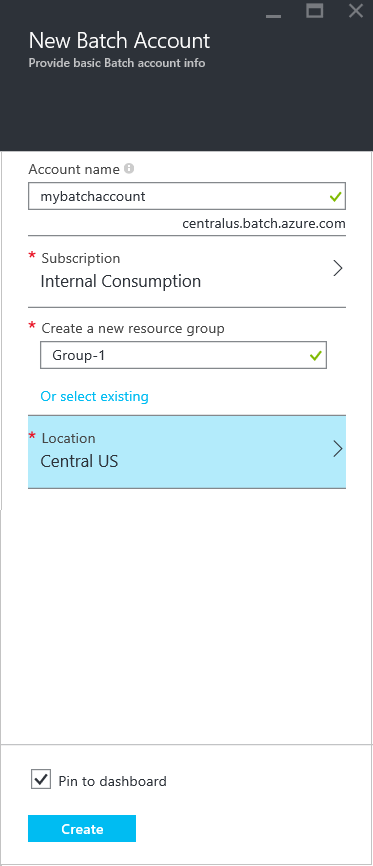 New Batch Account
Provide basic Batch account info
Account name
mybatchaccount
centralus.batch.azure.com
* Subscription
Internal Consumption
* Create a new resource group
Group-1
Or select existing
* Location
Central US
Pin to dashboard
Create